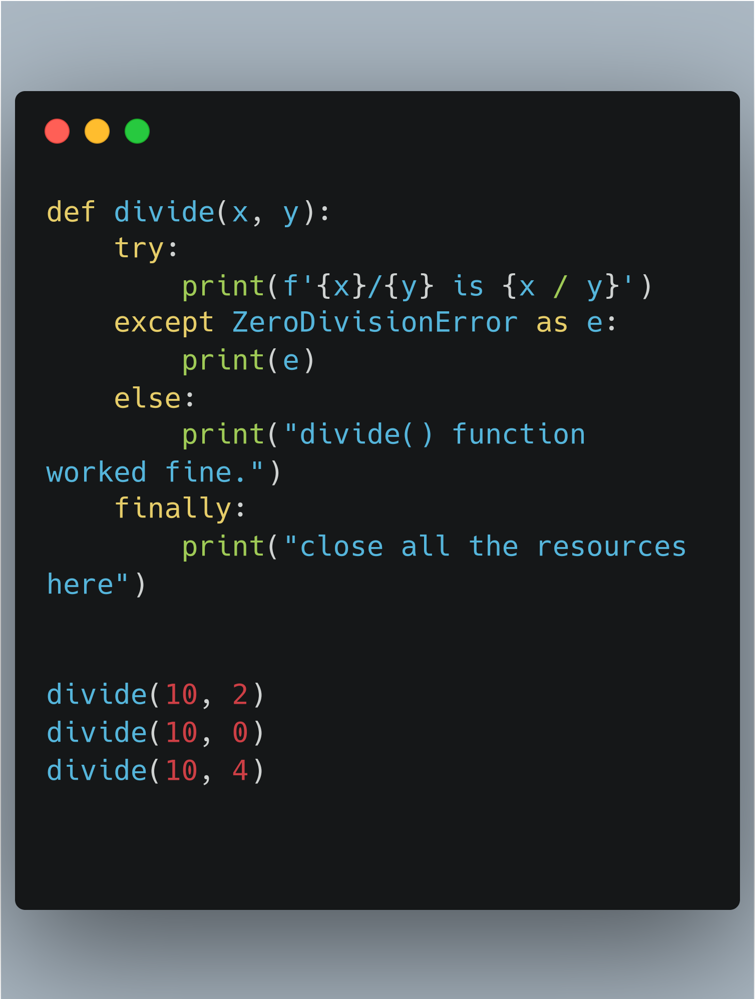 def divide(x, y):
    try:
        print(f'{x}/{y} is {x / y}')
    except ZeroDivisionError as e:
        print(e)
    else:
        print("divide() function
worked fine.")
    finally:
        print("close all the resources
here")
divide(10, 2)
divide(10, 0)
divide(10, 4)